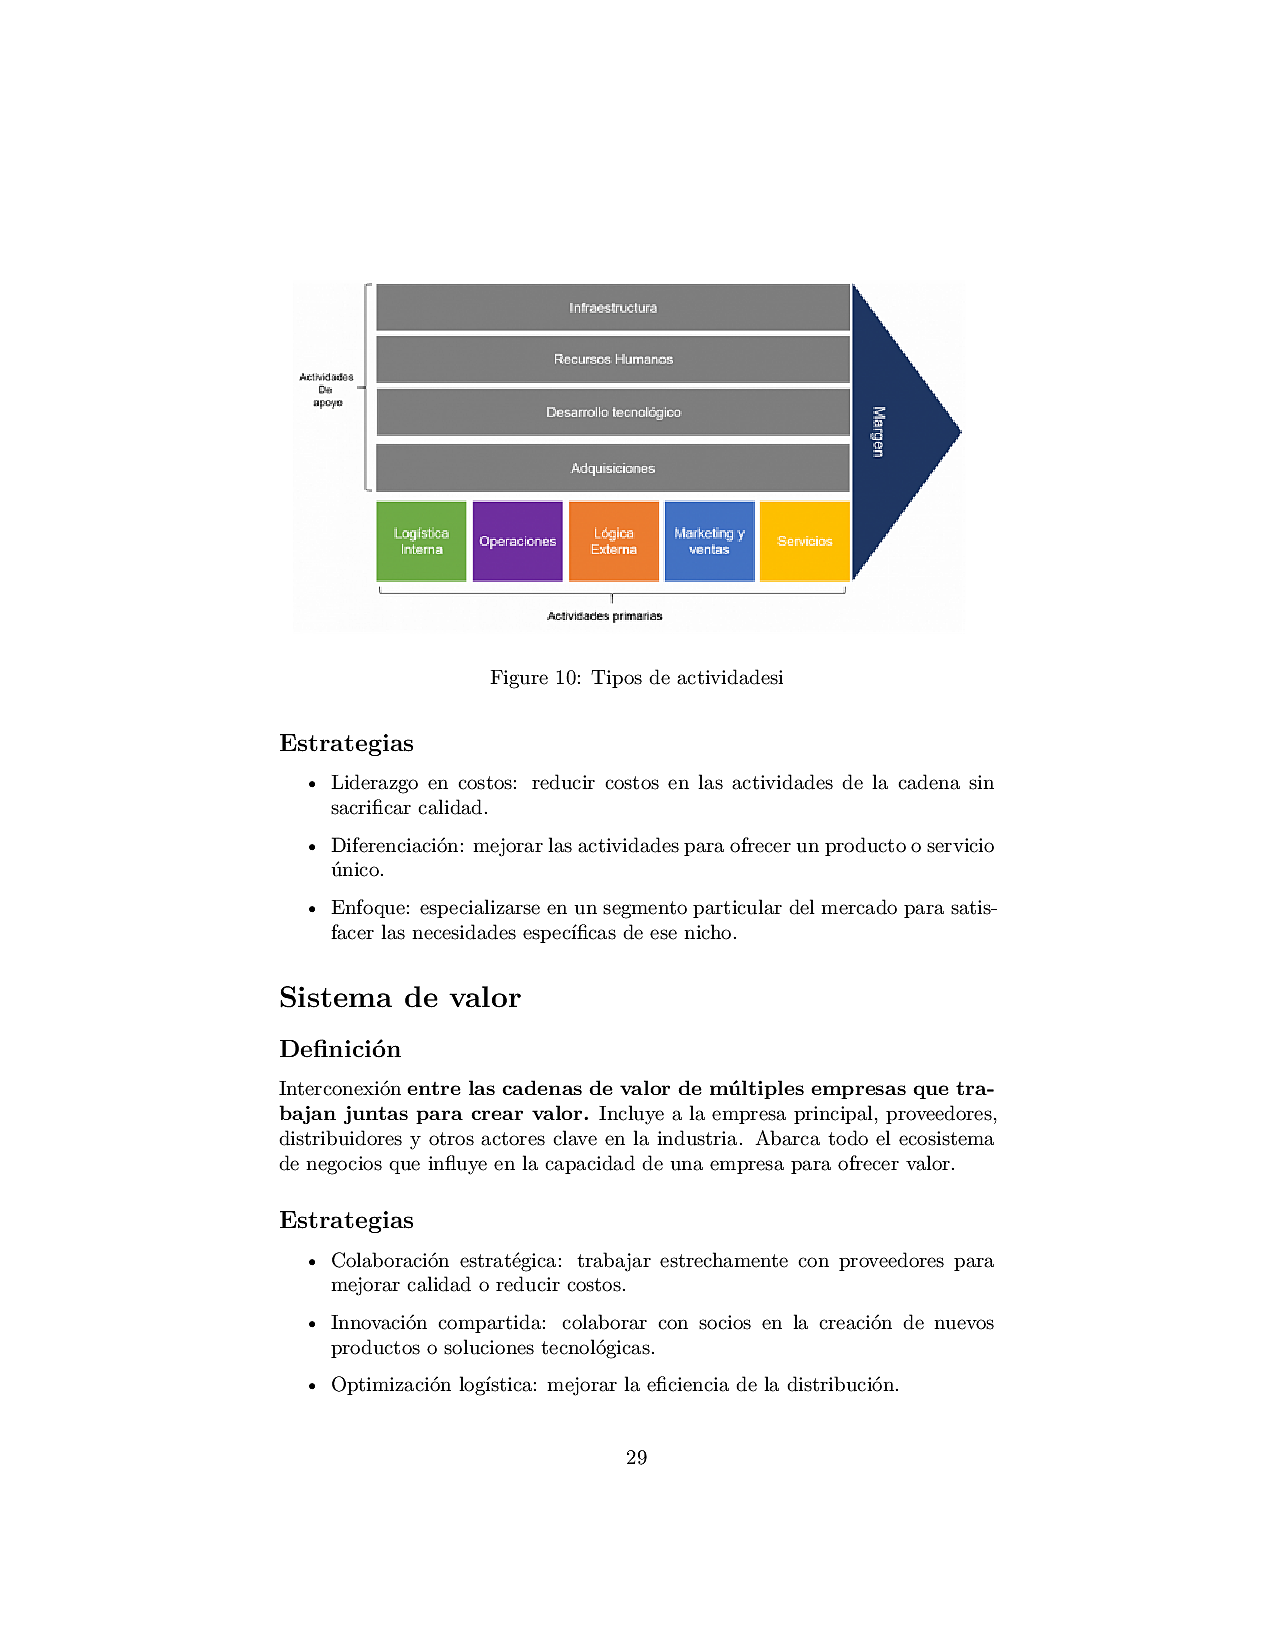 Infraestructura
Recursos Humanos
Actividades
De
apoyo
Desarrollo tecnológico
Margen
Adquisiciones
Logística
Interna
Operaciones
Lógica
Externa
Marketing y
ventas
Servicios
Actividades primarias
Figure 10: Tipos de actividadesi
Estrategias
• Liderazgo en costos: reducir costos en las actividades de la cadena sin
sacrificar calidad.
• Diferenciación: mejorar las actividades para ofrecer un producto o servicio
único.
• Enfoque: especializarse en un segmento particular del mercado para satis-
facer las necesidades específicas de ese nicho.
Sistema de valor
Definición
Interconexión entre las cadenas de valor de múltiples empresas que tra-
bajan juntas para crear valor. Incluye a la empresa principal, proveedores,
distribuidores y otros actores clave en la industria. Abarca todo el ecosistema
de negocios que influye en la capacidad de una empresa para ofrecer valor.
Estrategias
• Colaboración estratégica: trabajar estrechamente con proveedores para
mejorar calidad o reducir costos.
• Innovación compartida: colaborar con socios en la creación de nuevos
productos o soluciones tecnológicas.
• Optimización logística: mejorar la eficiencia de la distribución.
29